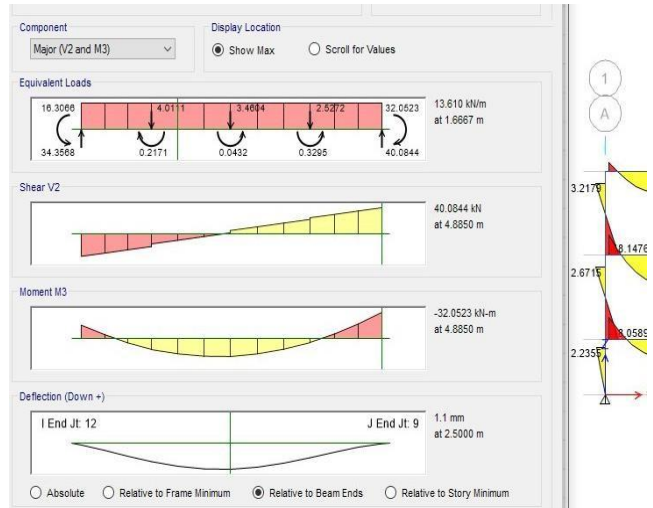 Component
Display Location
Major (V2 and M3)
Show Max
Scroll for Values
Equivalent Loads
16.3066
4.0111
3.4604
2.5272
32.0523
34.3568
0.2171
0.0432
0.3295
40.0844
13.610 kN/m
at 1.6667 m
Shear V2
40.0844 kN
at 4.8850 m
Moment M3
-32.0523 kN-m
at 4.8850 m
Deflection (Down +)
I End Jt: 12
J End Jt: 9
1.1 mm
at 2.5000 m
Absolute
Relative to Frame Minimum
Relative to Beam Ends
Relative to Story Minimum
1
A
3.2179
8.1476
2.6715
8.0589
2.2355